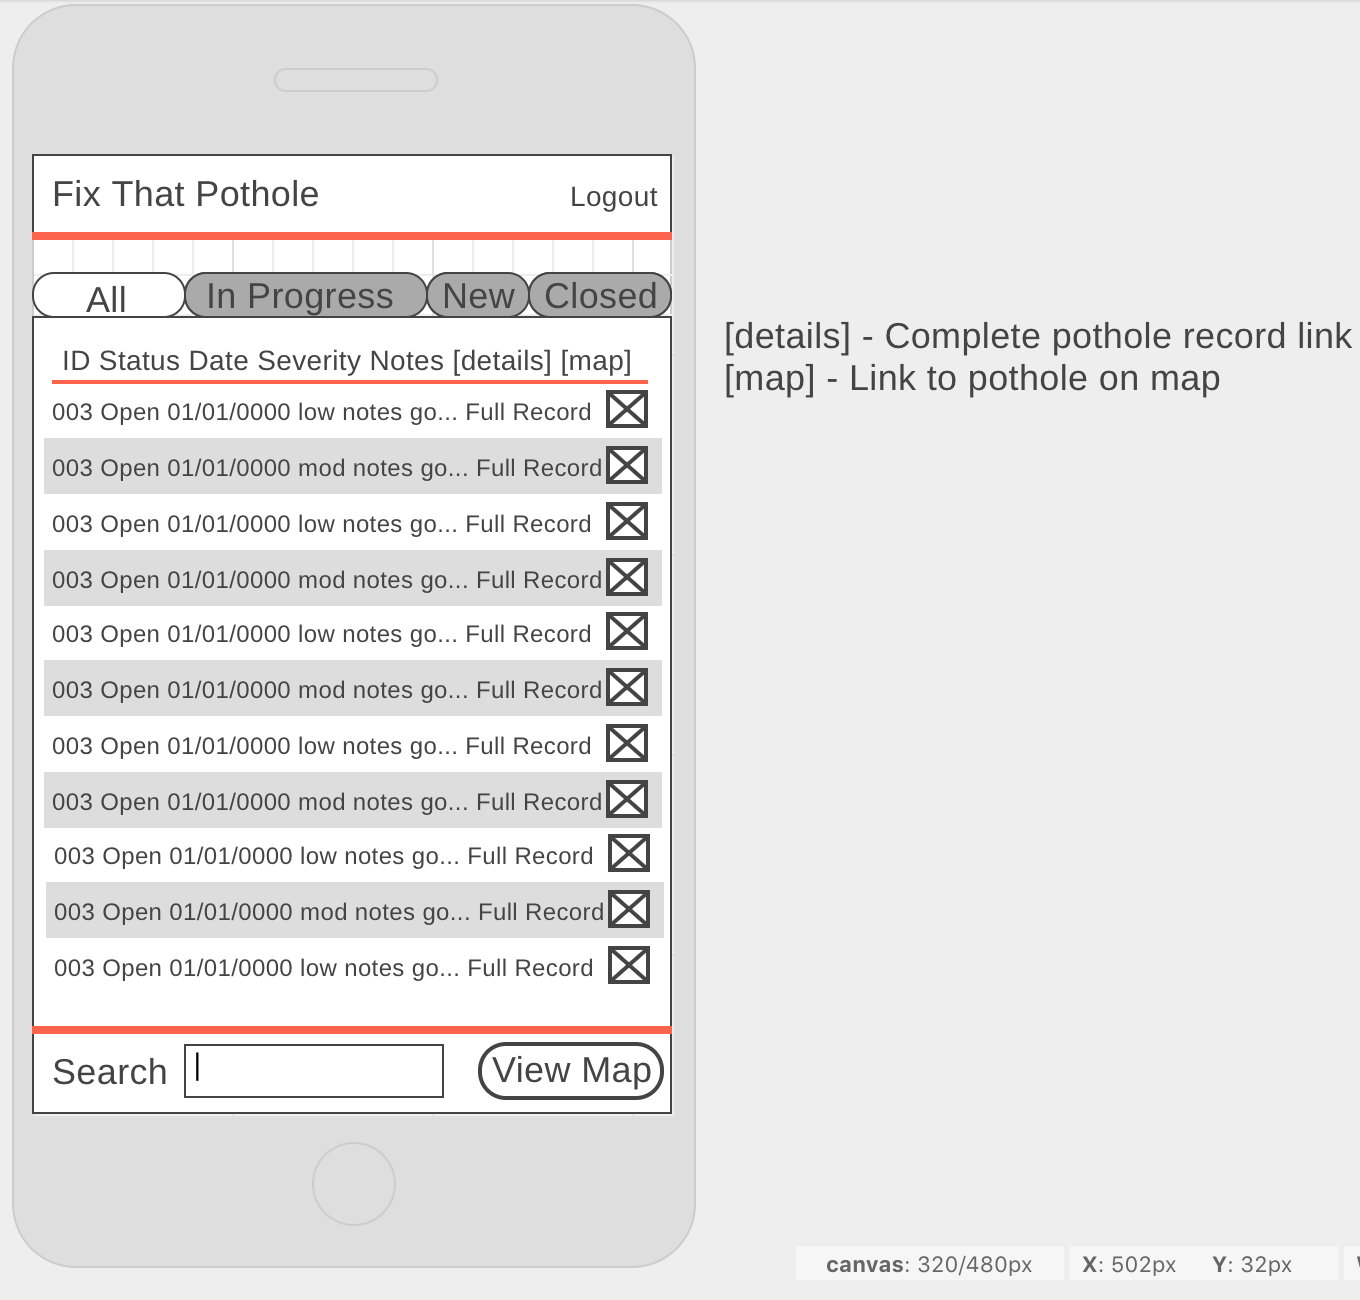 Fix That Pothole
Logout
All
In Progress
New
Closed
ID Status Date Severity Notes [details] [map]
003 Open 01/01/0000 low notes go... Full Record
003 Open 01/01/0000 mod notes go... Full Record
003 Open 01/01/0000 low notes go... Full Record
003 Open 01/01/0000 mod notes go... Full Record
003 Open 01/01/0000 low notes go... Full Record
003 Open 01/01/0000 mod notes go... Full Record
003 Open 01/01/0000 low notes go... Full Record
003 Open 01/01/0000 mod notes go... Full Record
003 Open 01/01/0000 low notes go... Full Record
003 Open 01/01/0000 mod notes go... Full Record
003 Open 01/01/0000 low notes go... Full Record
Search
View Map
[details] - Complete pothole record link
[map] - Link to pothole on map
canvas: 320/480px
X: 502px
Y: 32px